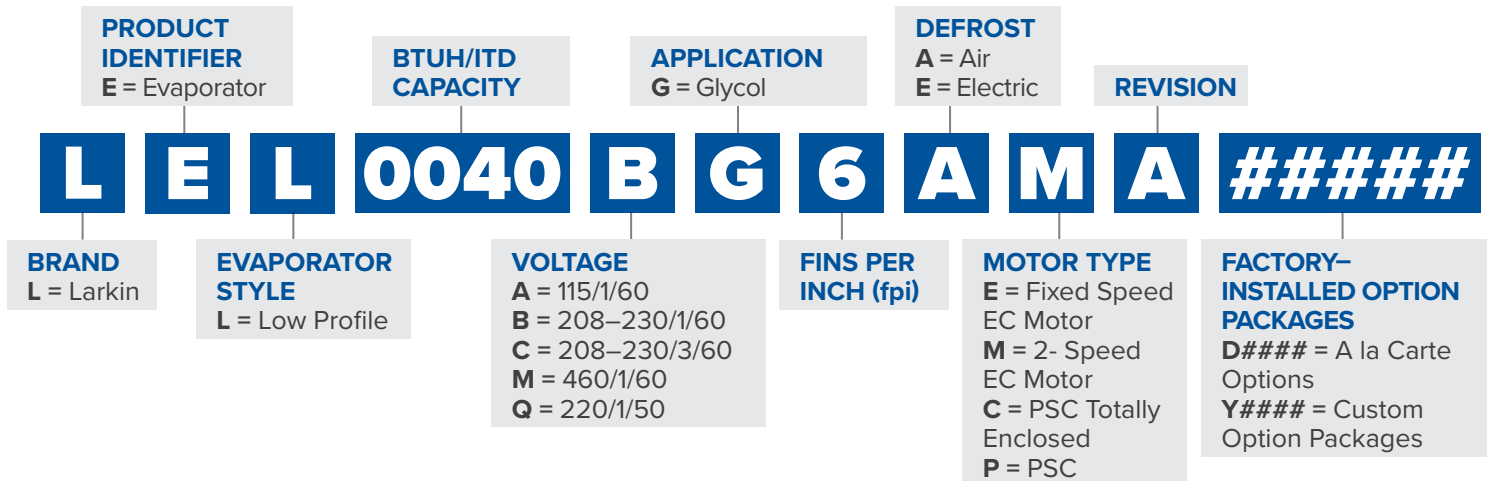 PRODUCT
IDENTIFIER
E = Evaporator
BTUH/ITD
CAPACITY
APPLICATION
G = Glycol
DEFROST
A = Air
E = Electric
REVISION
L E L 0040 B G 6 A M A #####
BRAND
L = Larkin
EVAPORATOR
STYLE
L = Low Profile
VOLTAGE
A = 115/1/60
B = 208–230/1/60
C = 208–230/3/60
M = 460/1/60
Q = 220/1/50
FINS PER
INCH (fpi)
MOTOR TYPE
E = Fixed Speed
EC Motor
M = 2- Speed
EC Motor
C = PSC Totally
Enclosed
P = PSC
FACTORY–
INSTALLED OPTION
PACKAGES
D#### = A la Carte
Options
Y#### = Custom
Option Packages